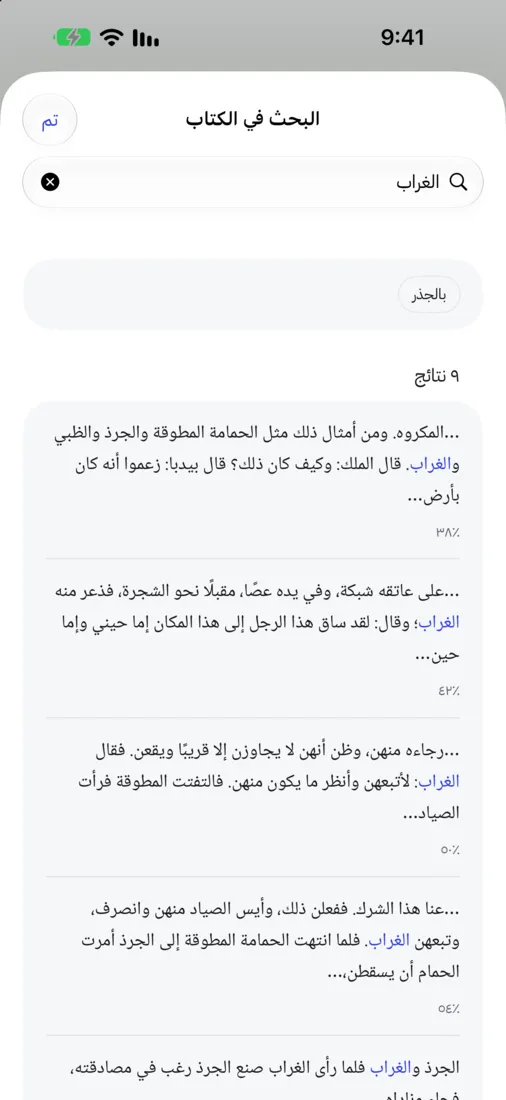 9:41
البحث في الكتاب
تم
الغراب
بالجذر
٩ نتائج
...المكروه. ومن أمثال ذلك مثل الحمامة المطوقة والجرذ والظبي
والغراب. قال الملك: وكيف كان ذلك؟ قال بيدبا: زعموا أنه كان
بأرض...
٣٨٪
...على عاتقه شبكة، وفي يده عصًا، مقبلًا نحو الشجرة، فذعر منه
الغراب؛ وقال: لقد ساق هذا الرجل إلى هذا المكان إما حيني وإما
حين...
٤٢٪
...رجاءه منهن، وظن أنهن لا يجاوزن إلا قريبًا ويقعن. فقال
الغراب: لأتبعهن وأنظر ما يكون منهن. فالتفتت المطوقة فرأت
الصياد...
٥٠٪
...عنا هذا الشرك. ففعلن ذلك، وأيس الصياد منهن وانصرف،
وتبعهن الغراب. فلما انتهت الحمامة المطوقة إلى الجرذ أمرت
الحمام أن يسقطن،...
٥٤٪
الجرذ والغراب فلما رأى الغراب صنع الجرذ رغب في مصادقته،